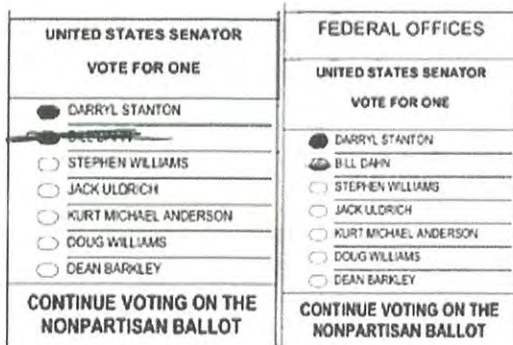 UNITED STATES SENATOR
VOTE FOR ONE
DARRYL STANTON
BILL DAHN
STEPHEN WILLIAMS
JACK ULDRICH
KURT MICHAEL ANDERSON
DOUG WILLIAMS
DEAN BARKLEY
CONTINUE VOTING ON THE
NONPARTISAN BALLOT
FEDERAL OFFICES
UNITED STATES SENATOR
VOTE FOR ONE
DARRYL STANTON
BILL DAHN
STEPHEN WILLIAMS
JACK ULDRICH
KURT MICHAEL ANDERSON
DOUG WILLIAMS
DEAN BARKLEY
CONTINUE VOTING ON THE
NONPARTISAN BALLOT